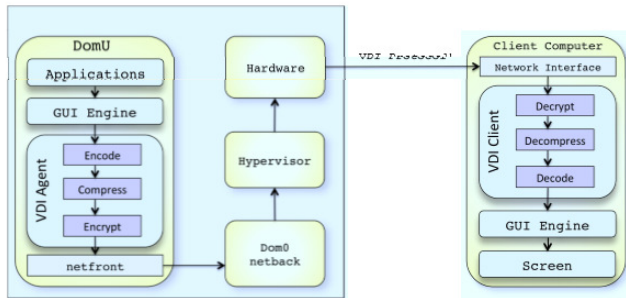 DomU
Applications
GUI Engine
VDI Agent
Encode
Compress
Encrypt
netfront
Hardware
Hypervisor
Dom0
netback
VDI
Client Computer
Network Interface
VDI Client
Decrypt
Decompress
Decode
GUI Engine
Screen